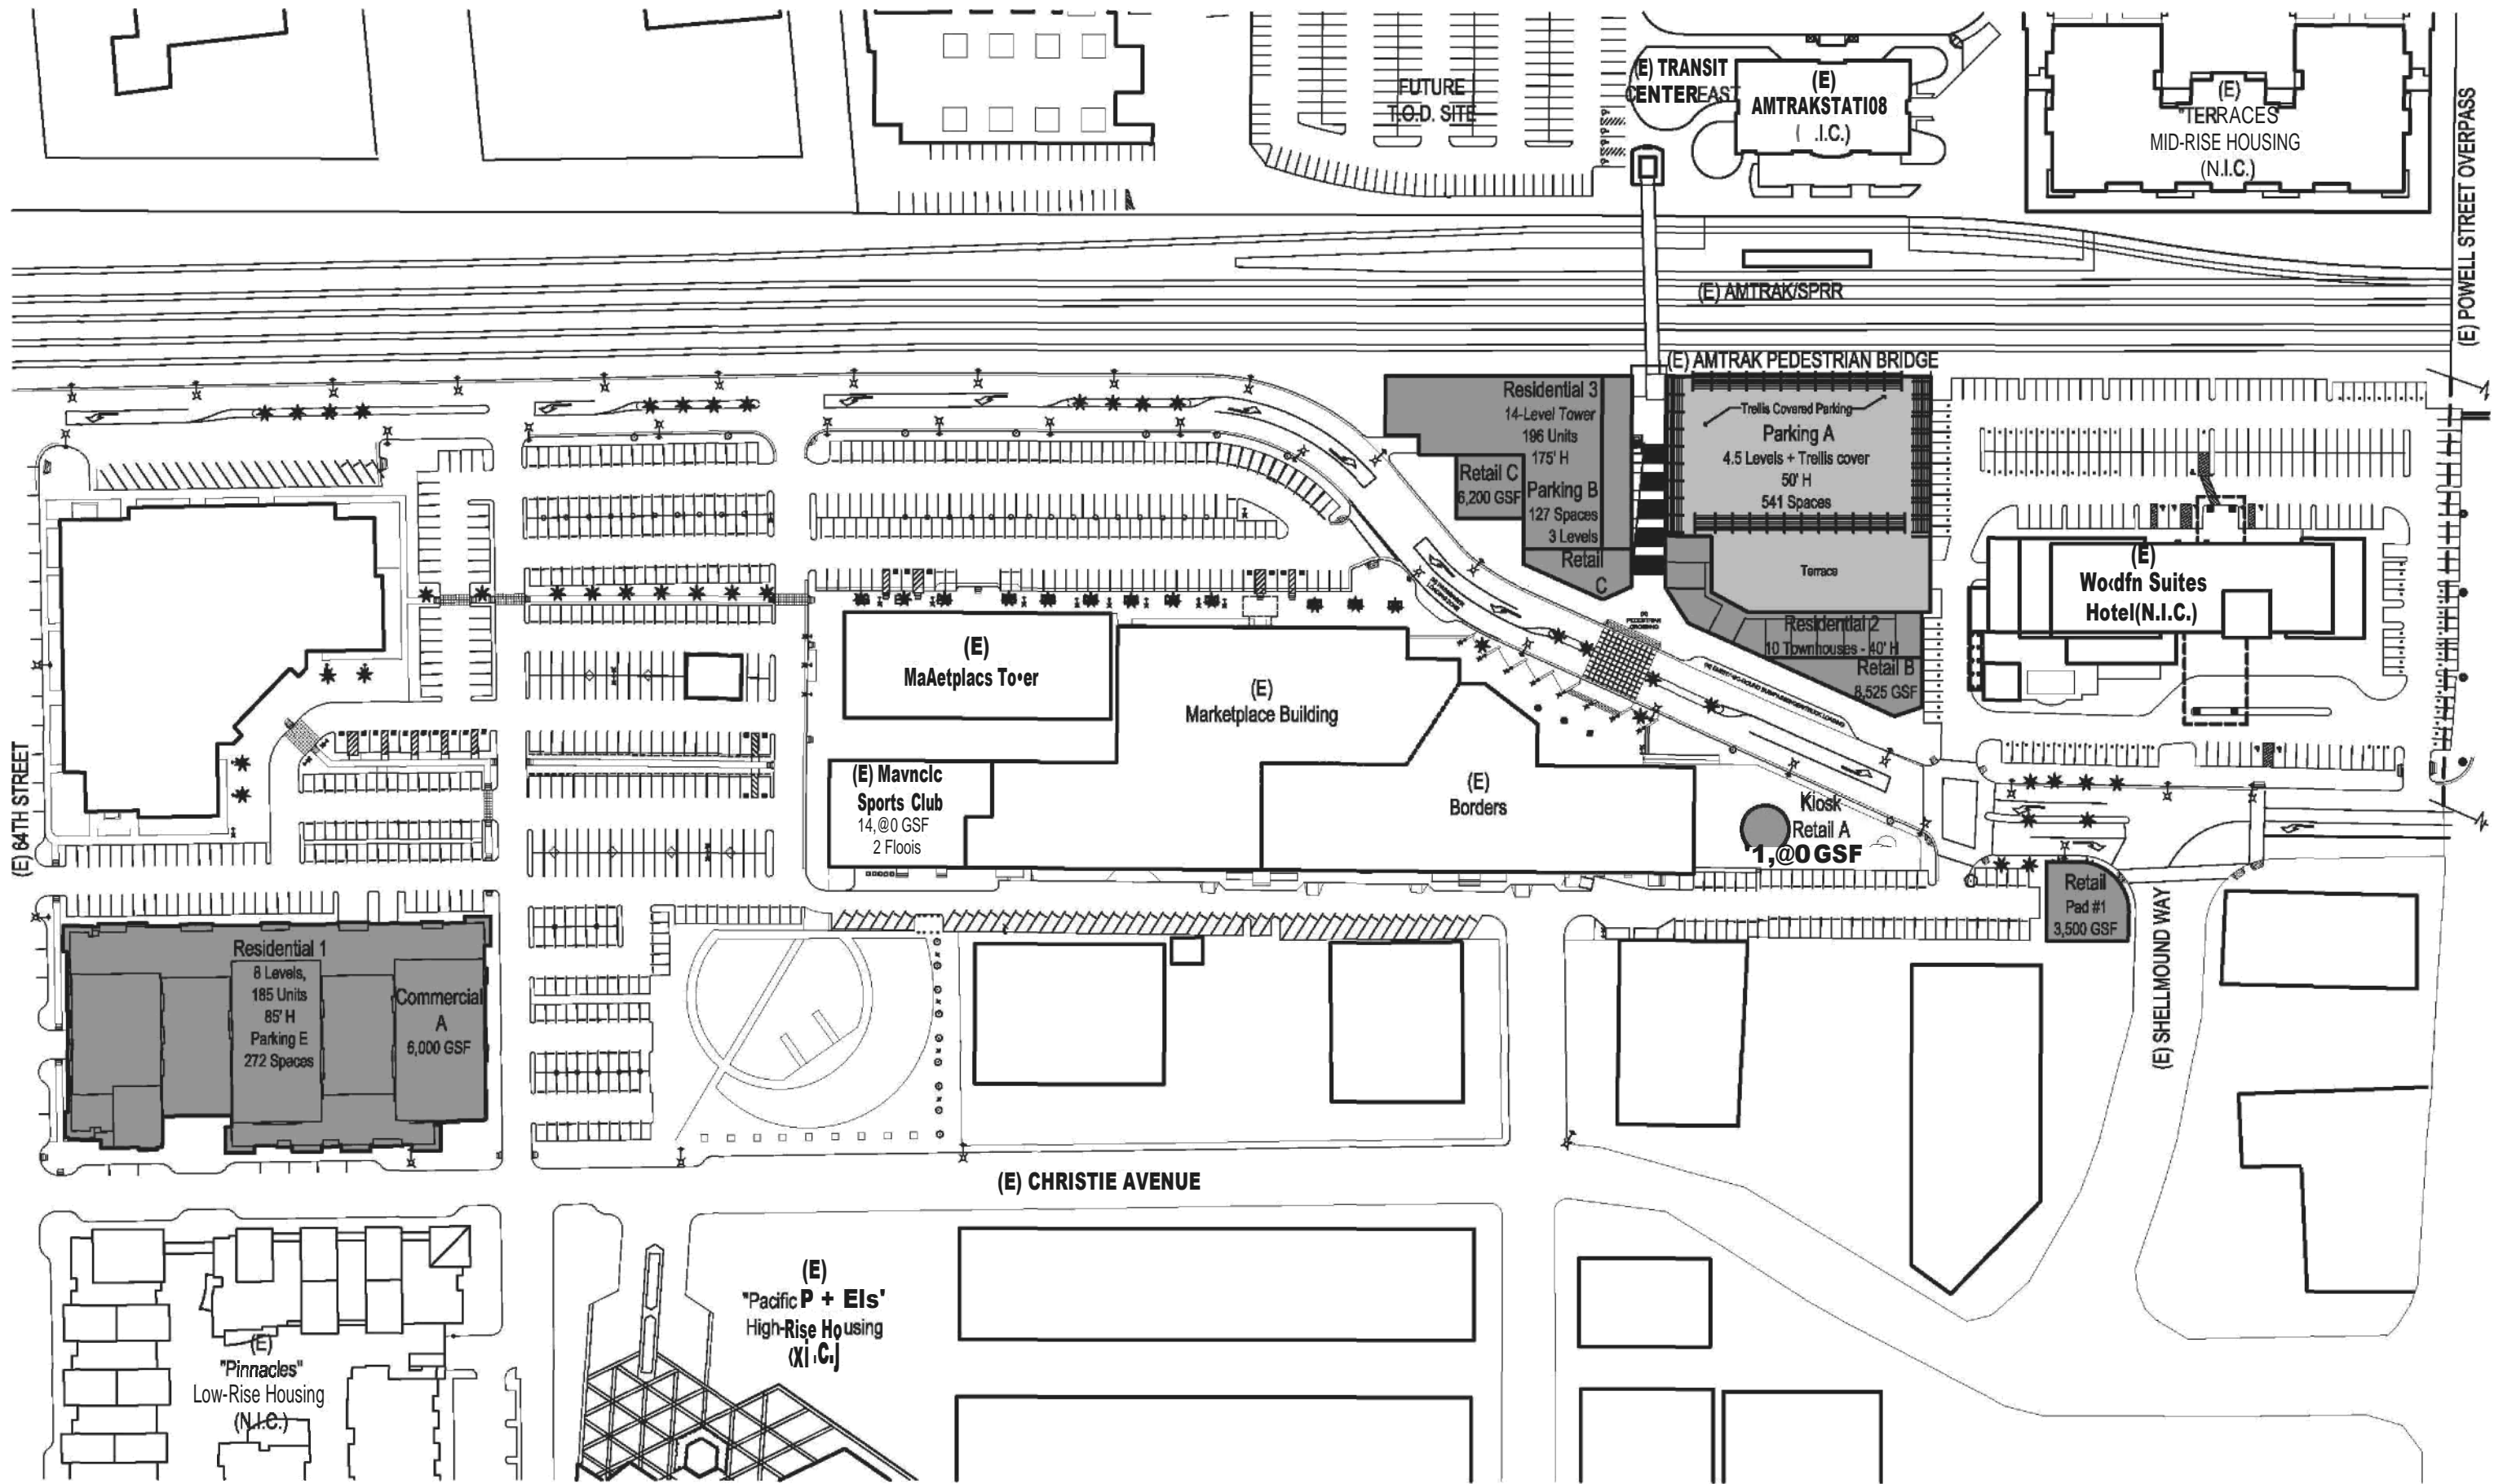 FUTURE
T.O.D. SITE
(E) TRANSIT
CENTEREAST
(E)
AMTRAKSTATI08
( .I.C.)
(E)
"TERRACES"
MID-RISE HOUSING
(N.I.C.)
(E) POWELL STREET OVERPASS
(E) AMTRAK/SPRR
(E) AMTRAK PEDESTRIAN BRIDGE
Residential 3
14-Level Tower
196 Units
175' H
Retail C
6,200 GSF
Parking B
127 Spaces
3 Levels
Retail
C
Trellis Covered Parking
Parking A
4.5 Levels + Trellis cover
50' H
541 Spaces
Terrace
Residential 2
10 Townhouses - 40' H
Retail B
8,525 GSF
(E)
Wo‹dfn Suites
Hotel(N.I.C.)
(E)
MaAetplacs To•er
(E)
Marketplace Building
(E) Mavnclc
Sports Club
14,@0 GSF
2 Floois
(E)
Borders
Kiosk
Retail A
'1,@0 GSF
Retail
Pad #1
3,500 GSF
(E) 64TH STREET
(E) SHELLMOUND WAY
Residential 1
8 Levels,
185 Units
85' H
Parking E
272 Spaces
Commercial
A
6,000 GSF
(E) CHRISTIE AVENUE
(E)
"Pinnacles"
Low-Rise Housing
(N.I.C.)
(E)
"Pacific P + EIs'
High-Rise Housing
(xi .C.j